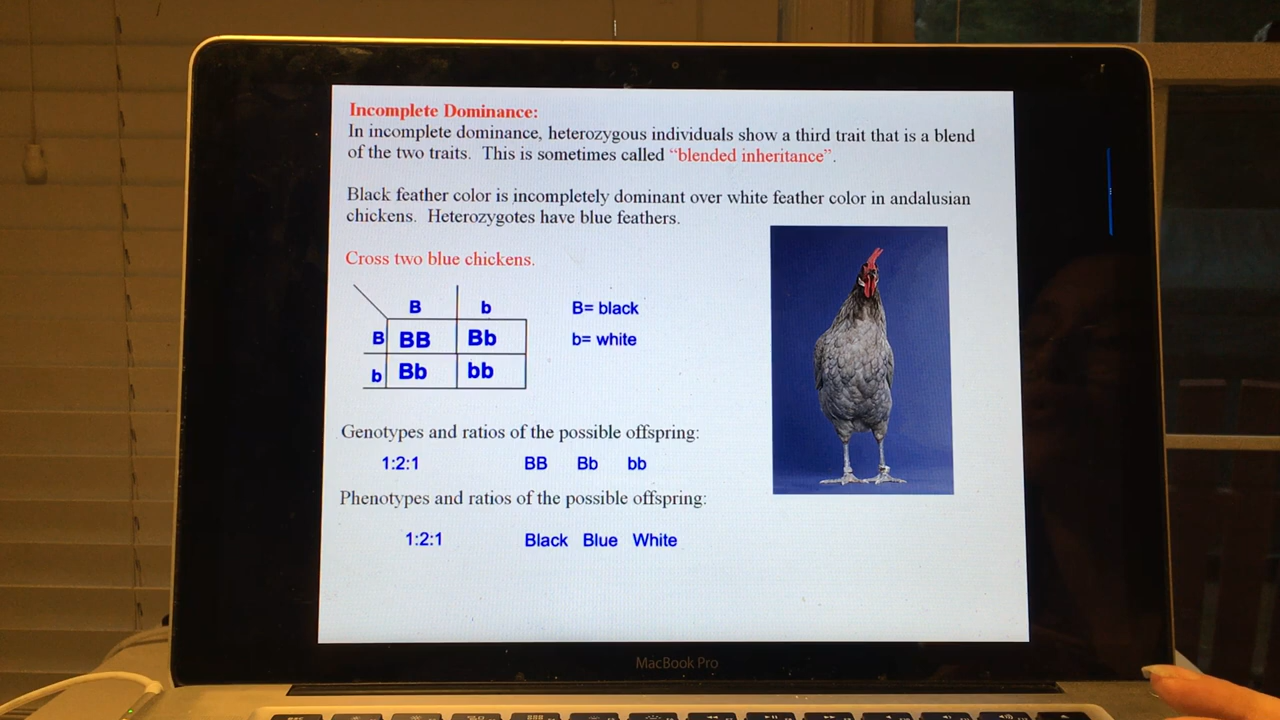 Incomplete Dominance:
In incomplete dominance, heterozygous individuals show a third trait that is a blend
of the two traits. This is sometimes called “blended inheritance”.
Black feather color is incompletely dominant over white feather color in andalusian
chickens. Heterozygotes have blue feathers.
Cross two blue chickens.
B b
B BB Bb
b Bb bb
B= black
b= white
Genotypes and ratios of the possible offspring:
1:2:1 BB Bb bb
Phenotypes and ratios of the possible offspring:
1:2:1 Black Blue White
MacBook Pro